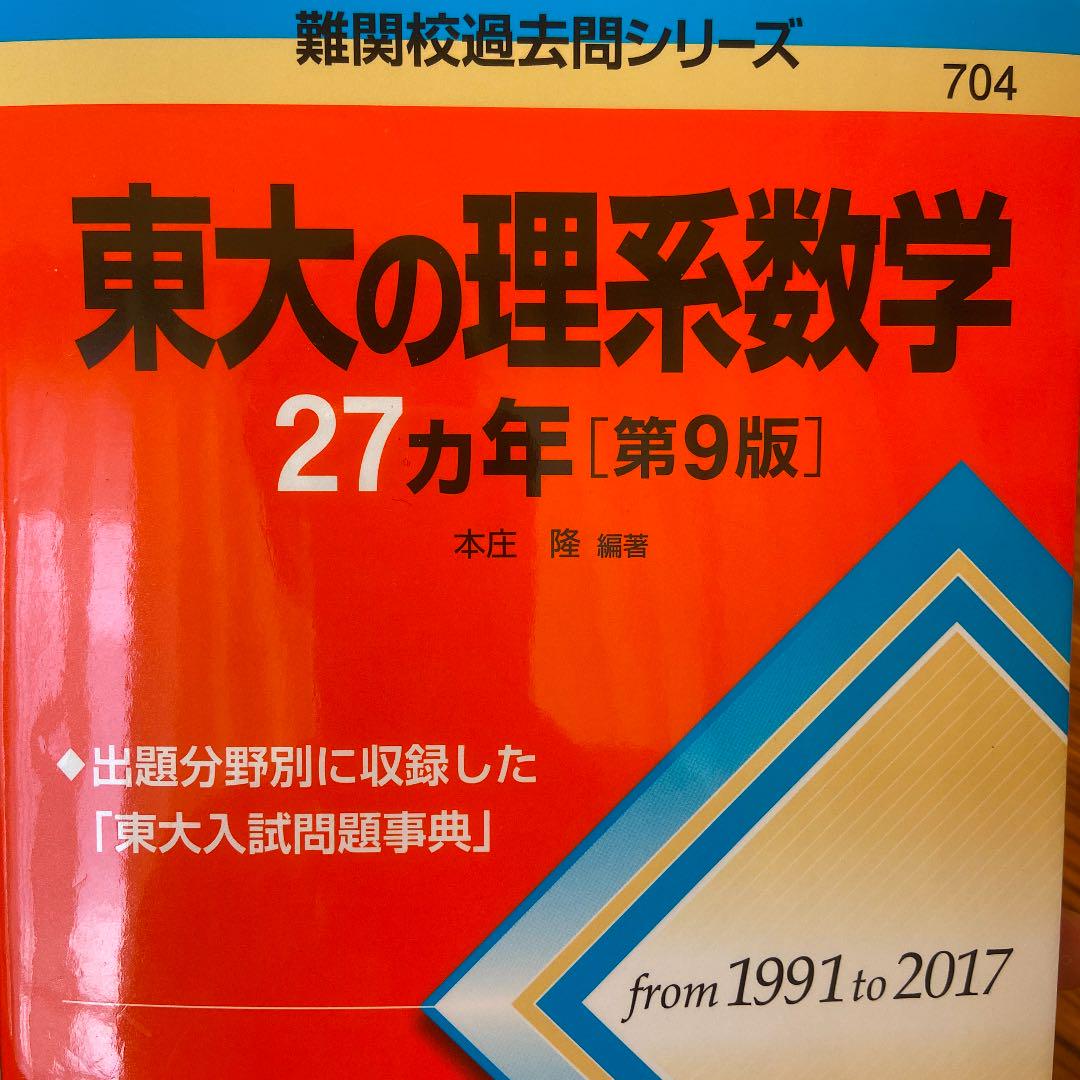 難関校過去問シリーズ
704
東大の理系数学
27カ年[第9版]
本庄 隆 編著
◆出題分野別に収録した
「東大入試問題事典」
from 1991 to 2017